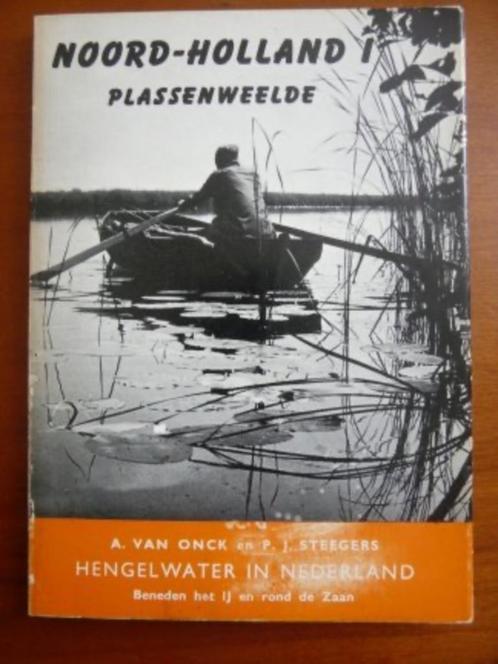 NOORD-HOLLAND I
PLASSENWEELDE
A. VAN ONCK en P. J. STEEGERS
HENGELWATER IN NEDERLAND
Beneden het IJ en rond de Zaan